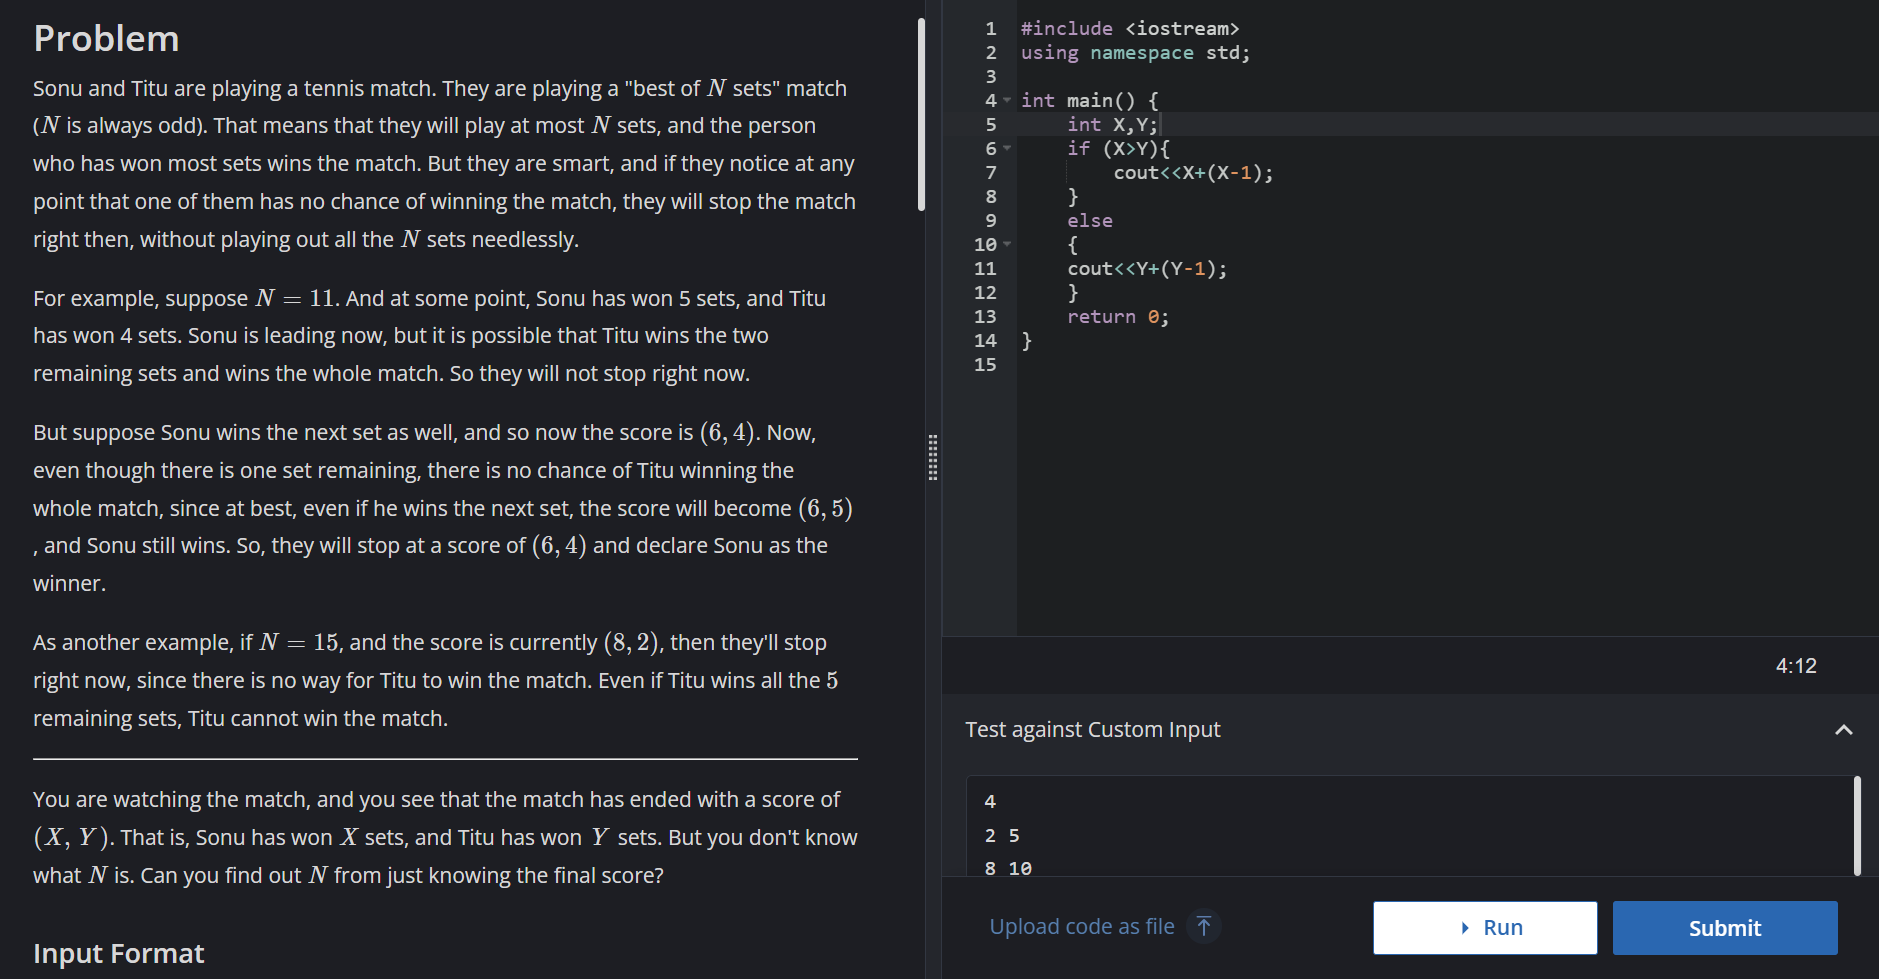 Problem
Sonu and Titu are playing a tennis match. They are playing a "best of N sets" match
(N is always odd). That means that they will play at most N sets, and the person
who has won most sets wins the match. But they are smart, and if they notice at any
point that one of them has no chance of winning the match, they will stop the match
right then, without playing out all the N sets needlessly.
For example, suppose N = 11. And at some point, Sonu has won 5 sets, and Titu
has won 4 sets. Sonu is leading now, but it is possible that Titu wins the two
remaining sets and wins the whole match. So they will not stop right now.
But suppose Sonu wins the next set as well, and so now the score is (6, 4). Now,
even though there is one set remaining, there is no chance of Titu winning the
whole match, since at best, even if he wins the next set, the score will become (6, 5)
, and Sonu still wins. So, they will stop at a score of (6, 4) and declare Sonu as the
winner.
As another example, if N = 15, and the score is currently (8, 2), then they'll stop
right now, since there is no way for Titu to win the match. Even if Titu wins all the 5
remaining sets, Titu cannot win the match.
You are watching the match, and you see that the match has ended with a score of
(X, Y). That is, Sonu has won X sets, and Titu has won Y sets. But you don't know
what N is. Can you find out N from just knowing the final score?
Input Format
1 #include <iostream>
2 using namespace std;
3
4 int main() {
5     int X,Y;
6     if (X>Y){
7         cout<<X+(X-1);
8     }
9     else
10     {
11     cout<<Y+(Y-1);
12     }
13     return 0;
14 }
15
4:12
Test against Custom Input
4
2 5
8 10
Upload code as file
Run
Submit